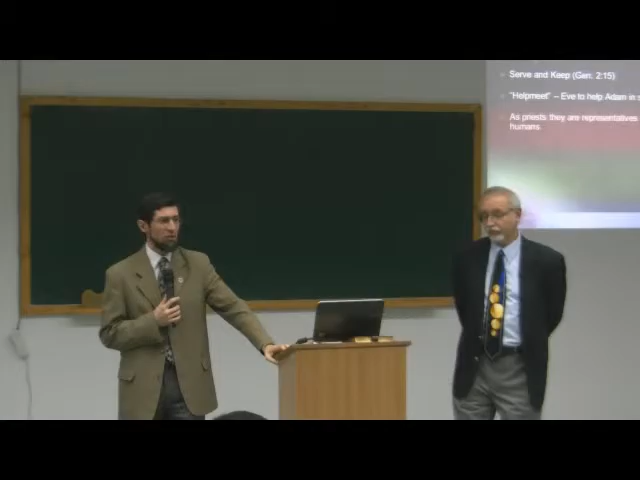 Serve and Keep (Gen. 2:15)
"Helpmeet" – Eve to help Adam in s
As priests they are representatives
humans.